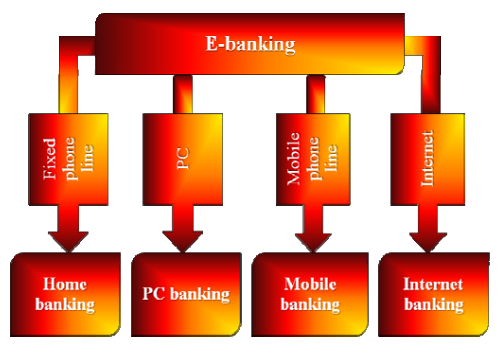 E-banking
Fixed
phone
line
PC
Mobile
phone
line
Internet
Home
banking
PC banking
Mobile
banking
Internet
banking